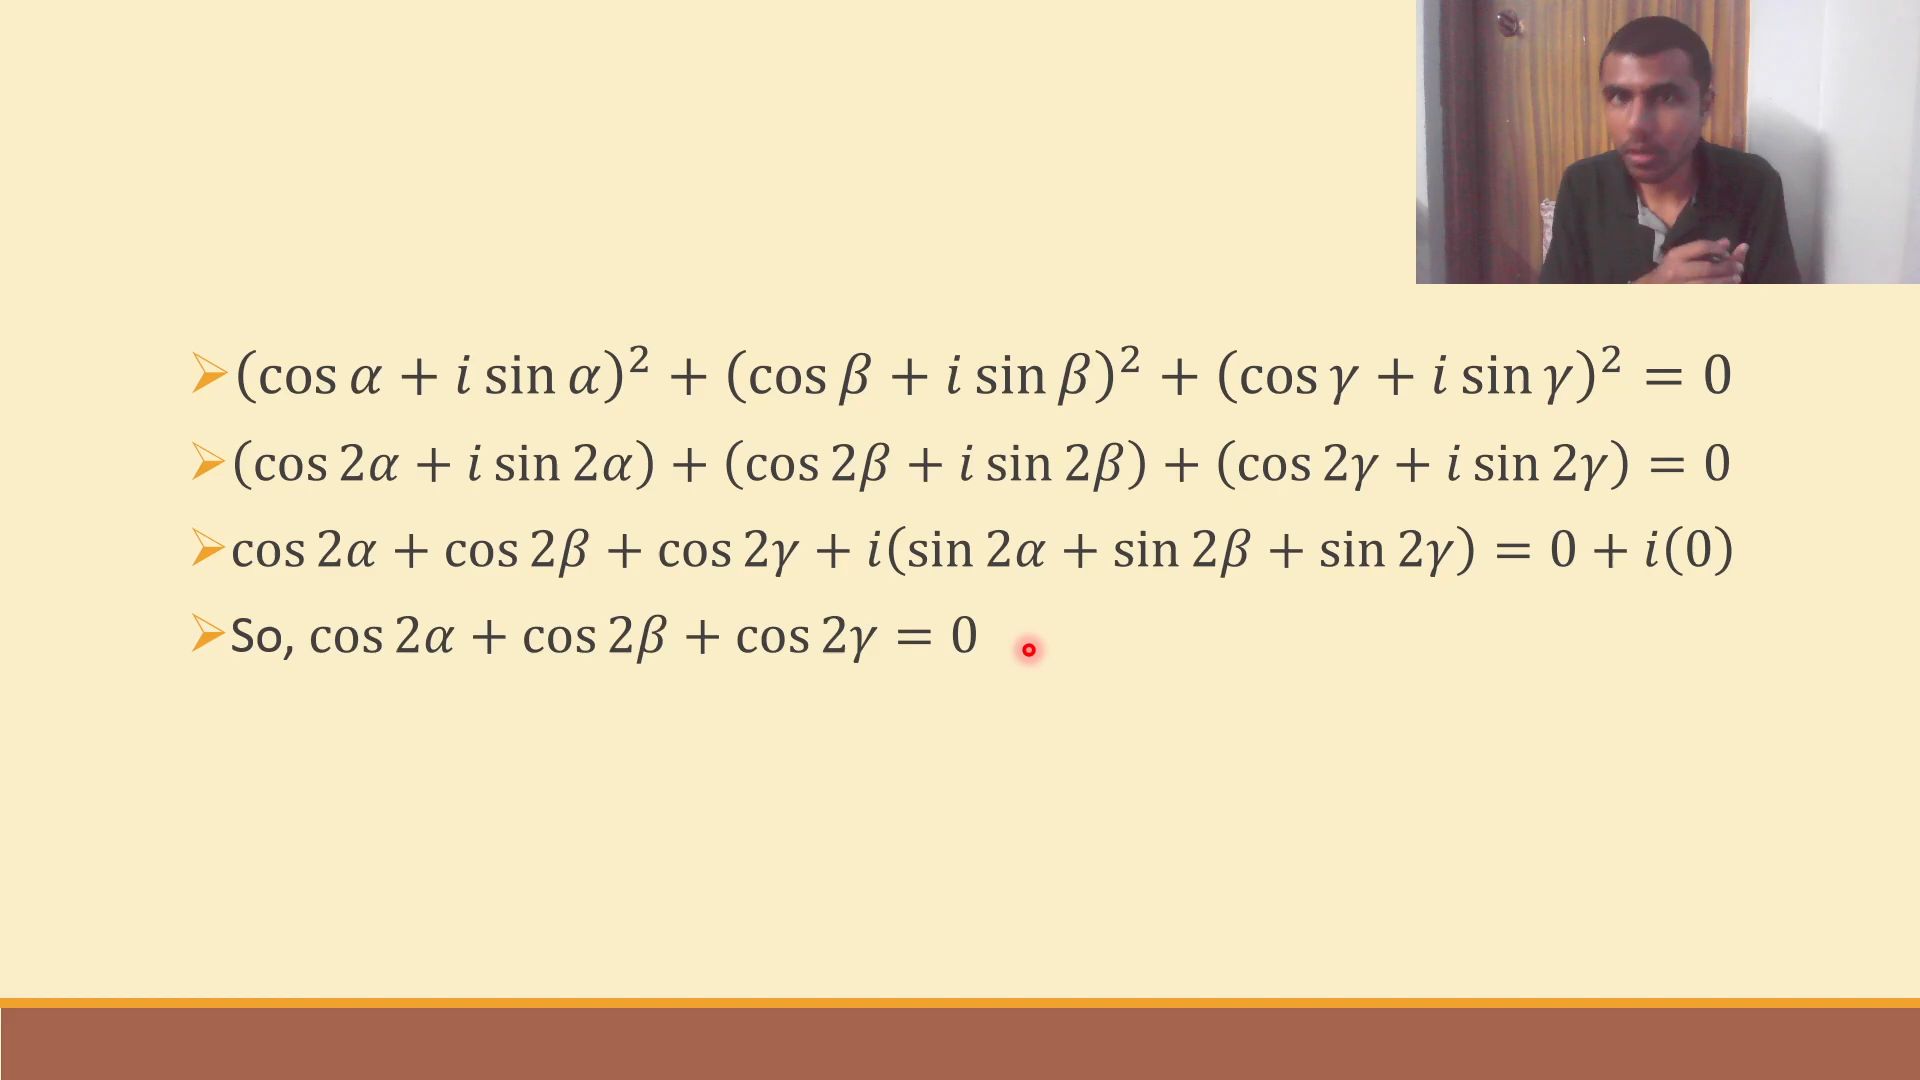 (cos α + i sin α)² + (cos β + i sin β)² + (cos γ + i sin γ)² = 0
(cos 2α + i sin 2α) + (cos 2β + i sin 2β) + (cos 2γ + i sin 2γ) = 0
cos 2α + cos 2β + cos 2γ + i(sin 2α + sin 2β + sin 2γ) = 0 + i(0)
So, cos 2α + cos 2β + cos 2γ = 0